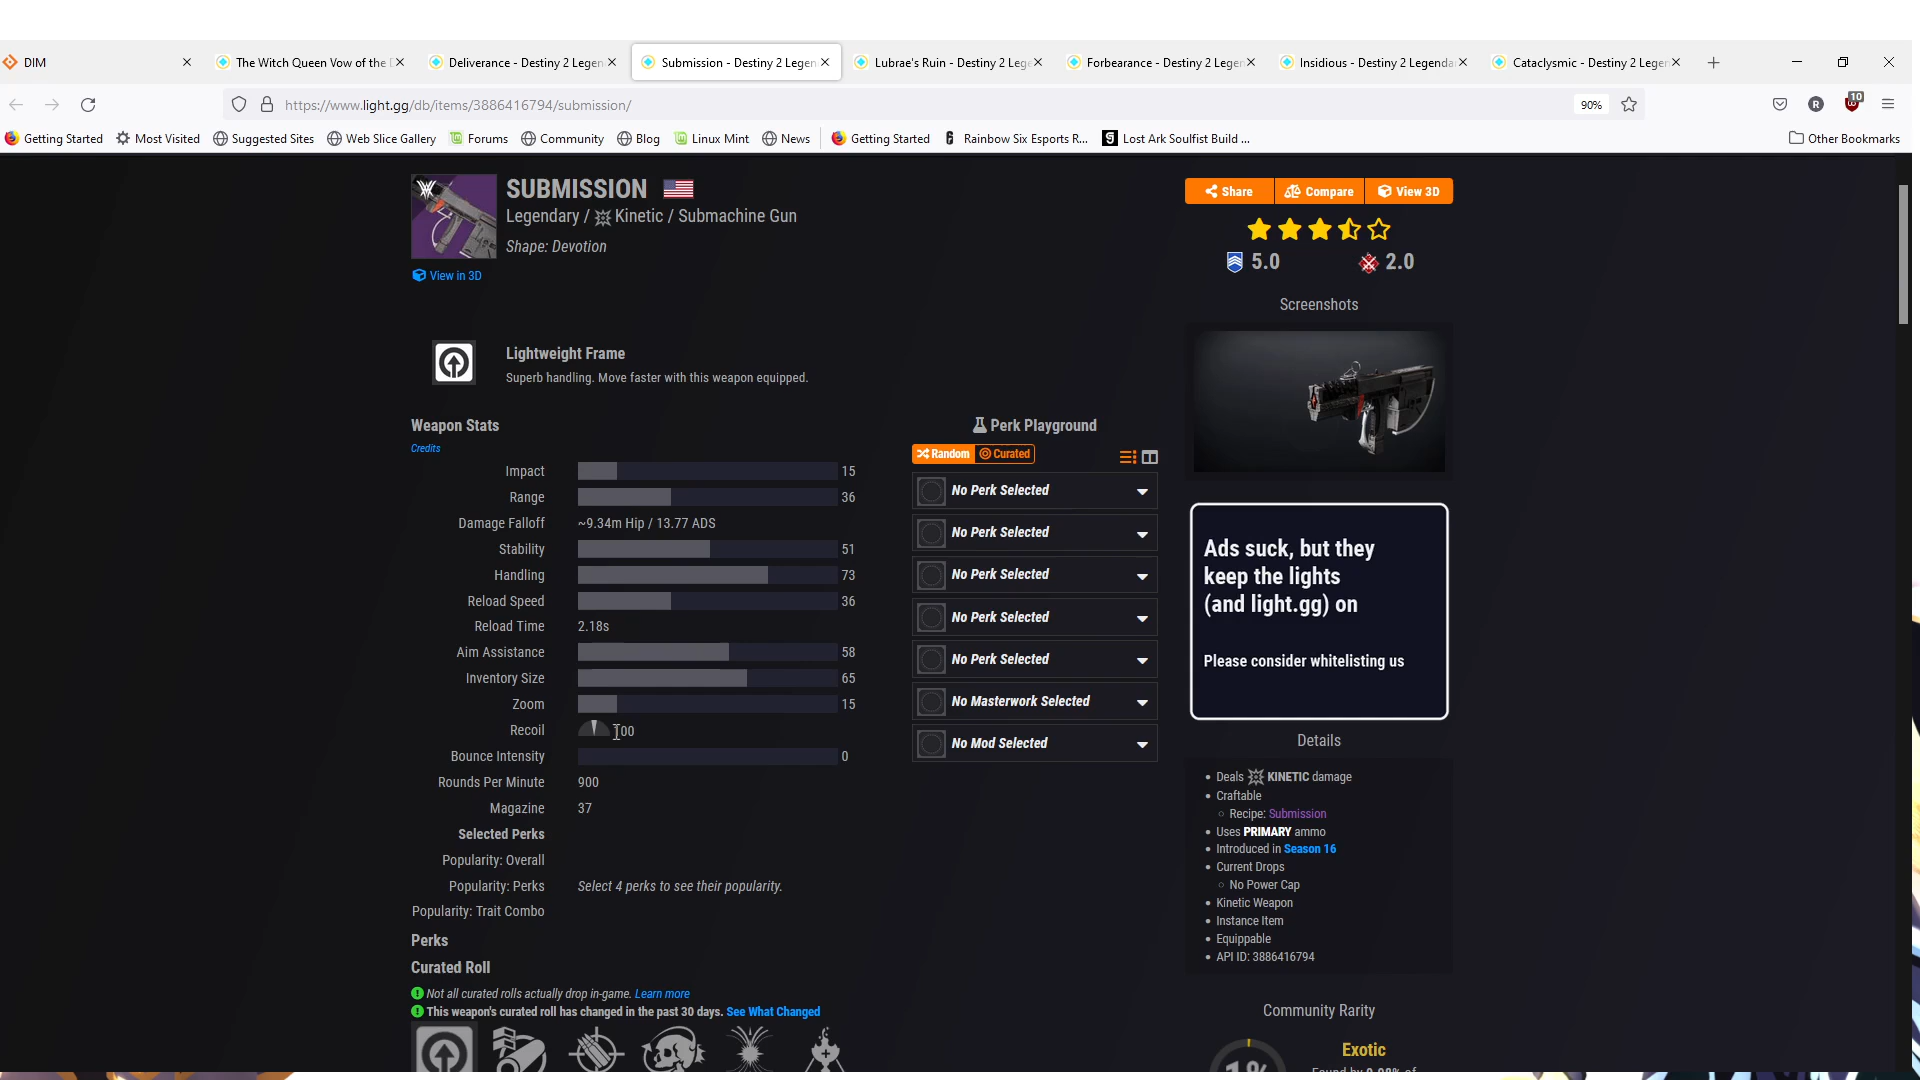 DIM
The Witch Queen Vow of the
Deliverance - Destiny 2 Legen
Submission - Destiny 2 Legen
Lubrae's Ruin - Destiny 2 Lege
Forbearance - Destiny 2 Legen
Insidious - Destiny 2 Legenda
Cataclysmic - Destiny 2 Legen
https://www.light.gg/db/items/3886416794/submission/
90%
R
10
Getting Started
Most Visited
Suggested Sites
Web Slice Gallery
Forums
Community
Blog
Linux Mint
News
Getting Started
Rainbow Six Esports R...
Lost Ark Soulfist Build ...
Other Bookmarks
SUBMISSION
Legendary / Kinetic / Submachine Gun
Shape: Devotion
View in 3D
Share
Compare
View 3D
5.0
2.0
Screenshots
Lightweight Frame
Superb handling. Move faster with this weapon equipped.
Weapon Stats
Credits
Impact 15
Range 36
Damage Falloff ~9.34m Hip / 13.77 ADS
Stability 51
Handling 73
Reload Speed 36
Reload Time 2.18s
Aim Assistance 58
Inventory Size 65
Zoom 15
Recoil
Bounce Intensity 0
Rounds Per Minute 900
Magazine 37
Selected Perks
Popularity: Overall
Popularity: Perks Select 4 perks to see their popularity.
Popularity: Trait Combo
Perks
Curated Roll
Not all curated rolls actually drop in-game. Learn more
This weapon's curated roll has changed in the past 30 days. See What Changed
Perk Playground
Random
Curated
No Perk Selected
No Perk Selected
No Perk Selected
No Perk Selected
No Perk Selected
No Masterwork Selected
No Mod Selected
Ads suck, but they
keep the lights
(and light.gg) on
Please consider whitelisting us
Details
Deals KINETIC damage
Craftable
Recipe: Submission
Uses PRIMARY ammo
Introduced in Season 16
Current Drops
No Power Cap
Kinetic Weapon
Instance Item
Equippable
API ID: 3886416794
Community Rarity
Exotic